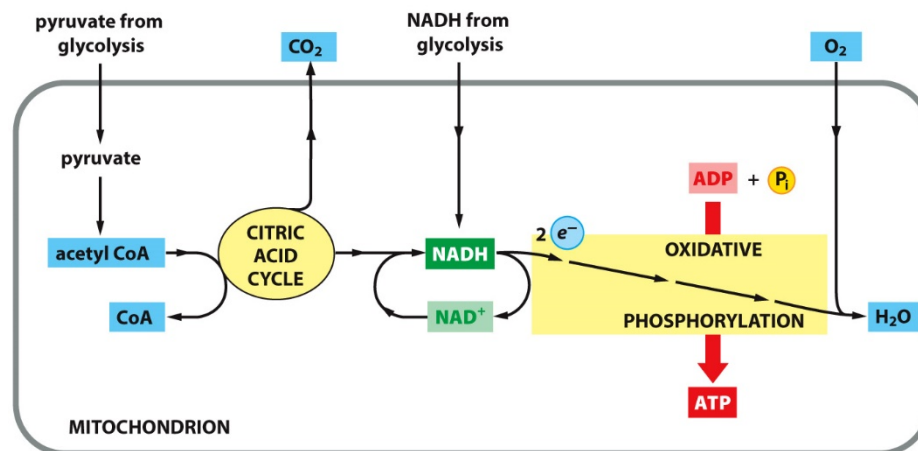 pyruvate from
glycolysis
CO₂
NADH from
glycolysis
O₂
pyruvate
ADP + Pᵢ
acetyl CoA
CITRIC
ACID
CYCLE
NADH
2 e⁻
OXIDATIVE
CoA
NAD⁺
PHOSPHORYLATION
H₂O
ATP
MITOCHONDRION